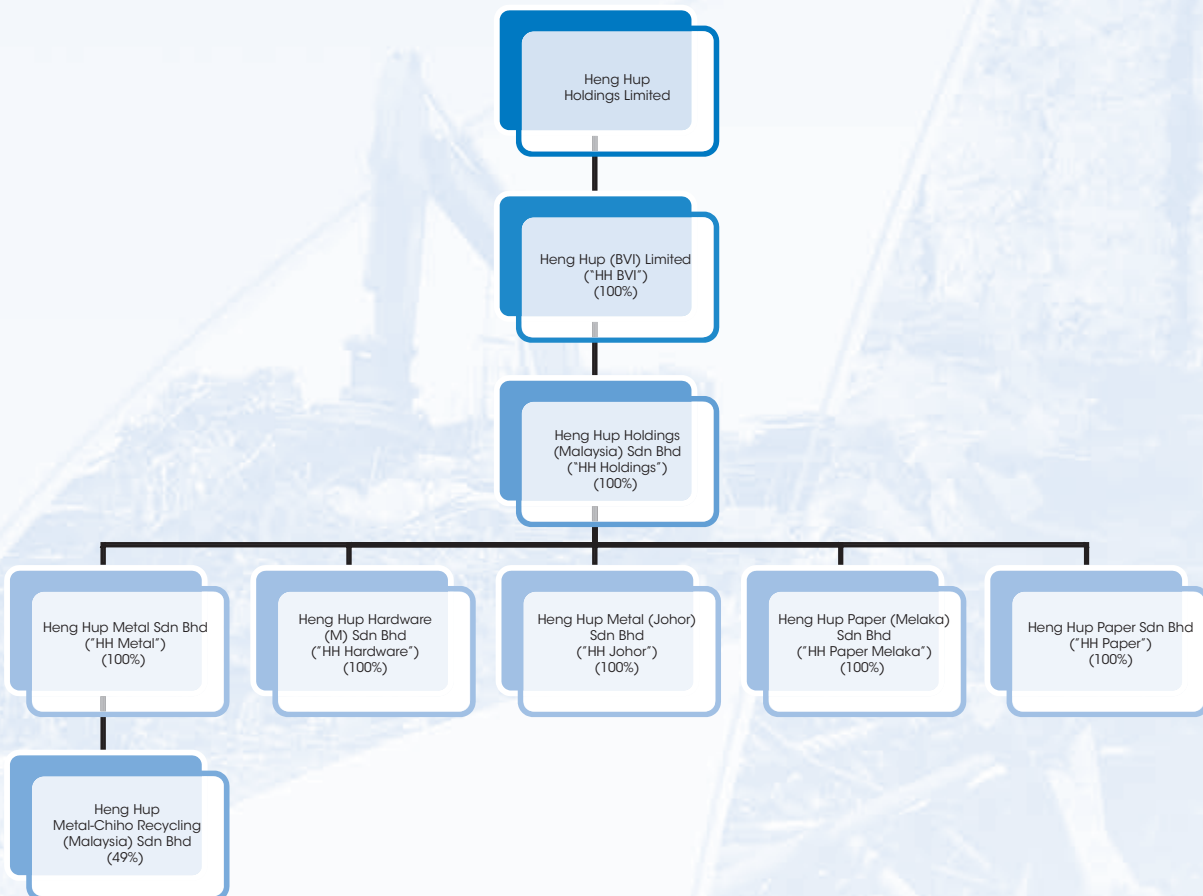 Heng Hup
Holdings Limited
Heng Hup (BVI) Limited
("HH BVI")
(100%)
Heng Hup Holdings
(Malaysia) Sdn Bhd
("HH Holdings")
(100%)
Heng Hup Metal Sdn Bhd
("HH Metal")
(100%)
Heng Hup Hardware
(M) Sdn Bhd
("HH Hardware")
(100%)
Heng Hup Metal (Johor)
Sdn Bhd
("HH Johor")
(100%)
Heng Hup Paper (Melaka)
Sdn Bhd
("HH Paper Melaka")
(100%)
Heng Hup Paper Sdn Bhd
("HH Paper")
(100%)
Heng Hup
Metal-Chiho Recycling
(Malaysia) Sdn Bhd
(49%)